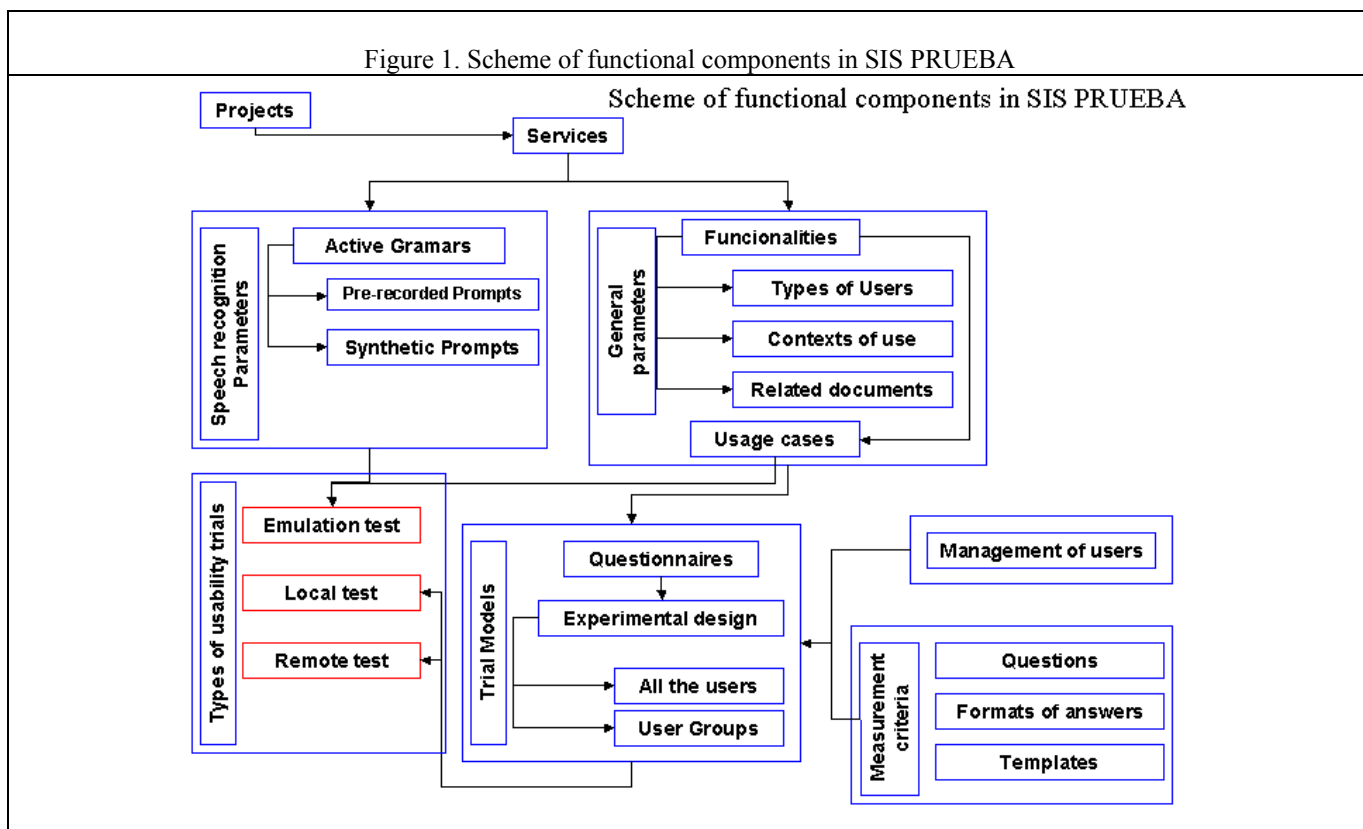 Figure 1. Scheme of functional components in SIS PRUEBA
Scheme of functional components in SIS PRUEBA
Projects
Services
Speech recognition
Parameters
Active Gramars
Pre-recorded Prompts
Synthetic Prompts
General
parameters
Funcionalities
Types of Users
Contexts of use
Related documents
Usage cases
Types of usability trials
Emulation test
Local test
Remote test
Trial Models
Questionnaires
Experimental design
All the users
User Groups
Management of users
Measurement
criteria
Questions
Formats of answers
Templates